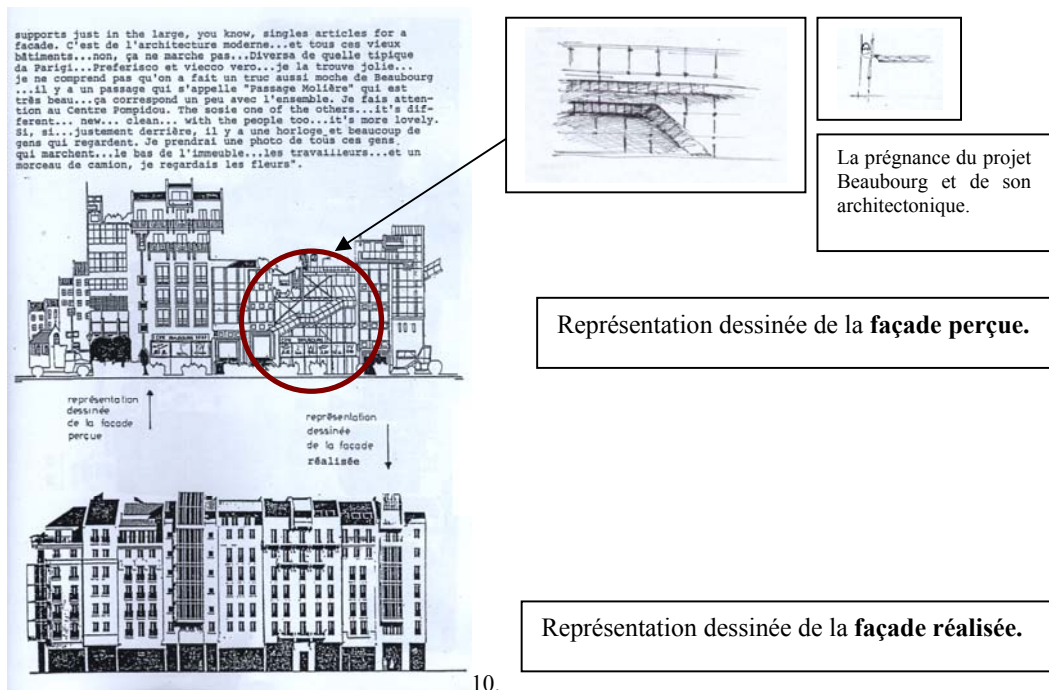 supports just in the large, you know, singles articles for a
facade. C'est de l'architecture moderne...et tous ces vieux
bâtiments...non, ça ne marche pas...Diversa de quelle tipique
da Parigi...Preferisco et viecco vero...je la trouve jolie...
je ne comprend pas qu'on a fait un truc aussi moche de Beaubourg
...il y a un passage qui s'appelle "Passage Molière" qui est
très beau...ça correspond un peu avec l'ensemble. Je fais atten-
tion au Centre Pompidou. The sosie one of the others...it's dif-
ferent... new... clean... with the people too...it's more lovely.
Si, si...justement derrière, il y a une horloge et beaucoup de
gens qui regardent. Je prendrai une photo de tous ces gens
qui marchent...le bas de l'immeuble...les travailleurs...et un
morceau de camion, je regardais les fleurs".
La prégnance du projet
Beaubourg et de son
architectonique.
Représentation dessinée de la façade perçue.
représentation
dessinée
de la facade
perçue
représentation
dessinée
de la facade
réalisée
Représentation dessinée de la façade réalisée.
10.